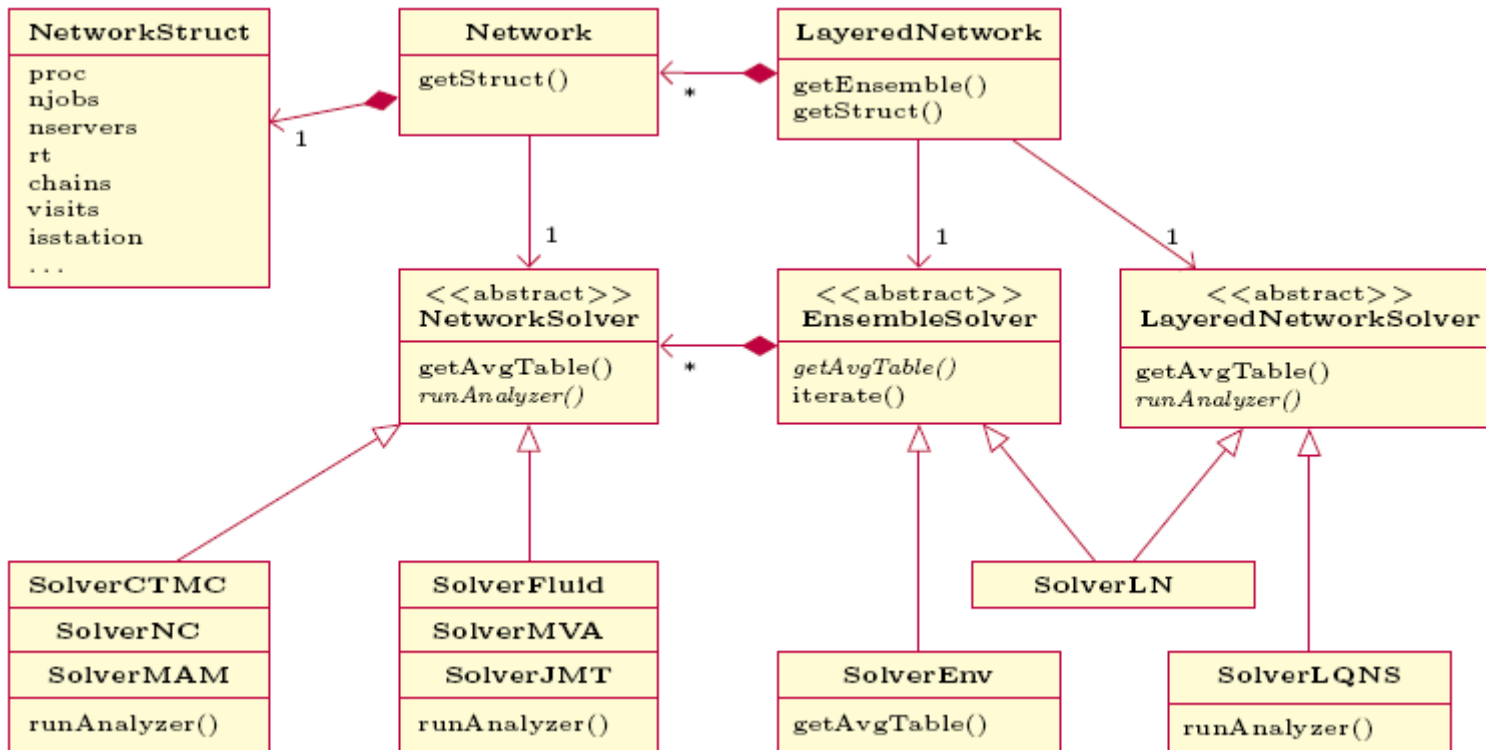 NetworkStruct
proc
njobs
nservers
rt
chains
visits
isstation
...
Network
getStruct()
LayeredNetwork
getEnsemble()
getStruct()
1
*
1
1
1
<<abstract>>
NetworkSolver
getAvgTable()
runAnalyzer()
<<abstract>>
EnsembleSolver
getAvgTable()
iterate()
<<abstract>>
LayeredNetworkSolver
getAvgTable()
runAnalyzer()
*
SolverCTMC
SolverNC
SolverMAM
runAnalyzer()
SolverFluid
SolverMVA
SolverJMT
runAnalyzer()
SolverLN
SolverEnv
getAvgTable()
SolverLQNS
runAnalyzer()